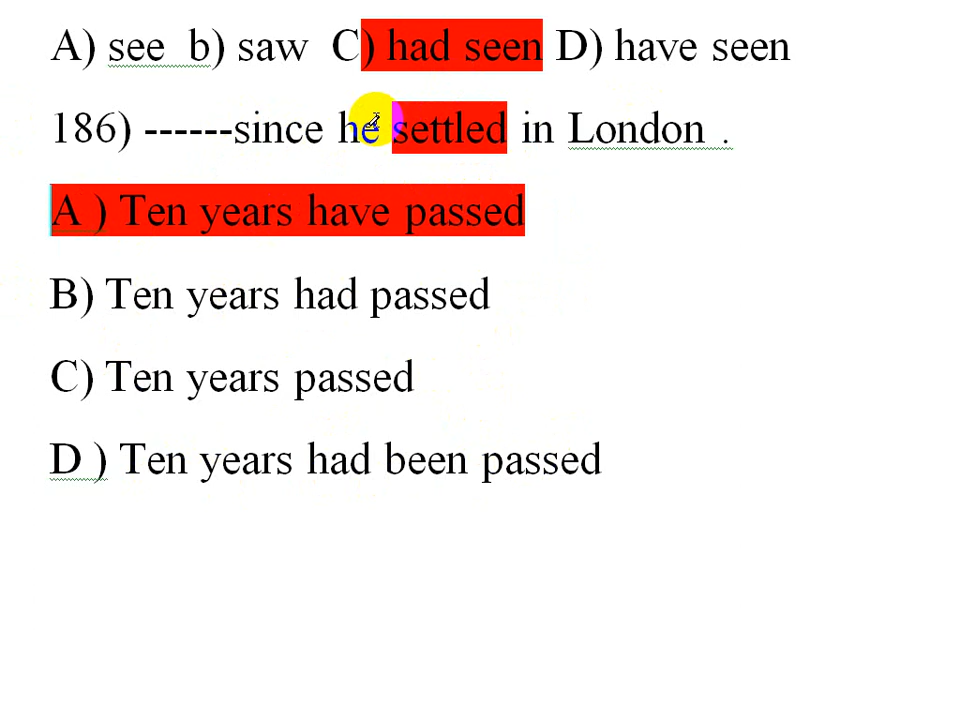 A) see b) saw C) had seen D) have seen
186) ------since he settled in London .
A ) Ten years have passed
B) Ten years had passed
C) Ten years passed
D ) Ten years had been passed